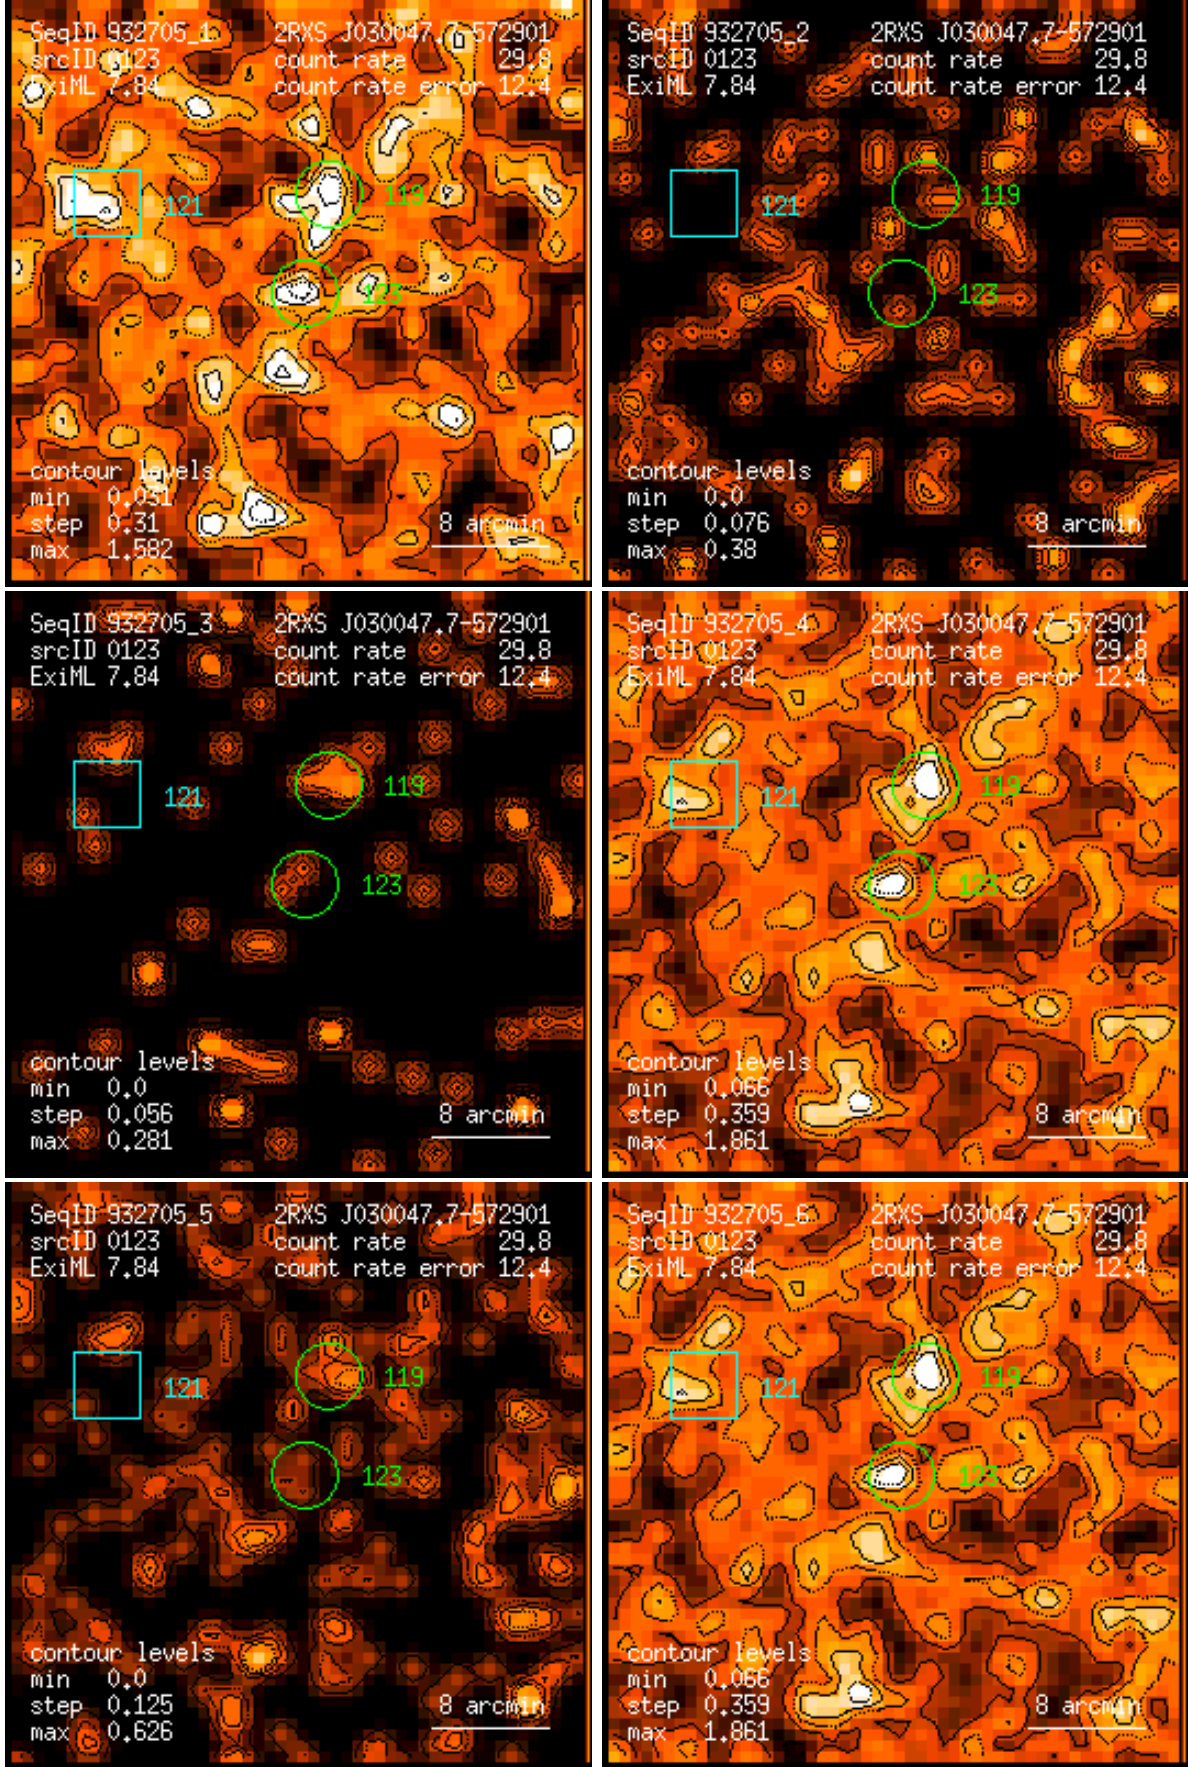 SeqID 932705_1 2RXS J030047.7-572901
srcID 0123 count rate 29.8
ExiML 7.84 count rate error 12.4
119
121
123
contour levels
min 0.031
step 0.31
max 1.582
8 arcmin
SeqID 932705_2 2RXS J030047.7-572901
srcID 0123 count rate 29.8
ExiML 7.84 count rate error 12.4
119
121
123
contour levels
min 0.0
step 0.076
max 0.38
8 arcmin
SeqID 932705_3 2RXS J030047.7-572901
srcID 0123 count rate 29.8
ExiML 7.84 count rate error 12.4
119
121
123
contour levels
min 0.0
step 0.056
max 0.281
8 arcmin
SeqID 932705_4 2RXS J030047.7-572901
srcID 0123 count rate 29.8
ExiML 7.84 count rate error 12.4
119
121
123
contour levels
min 0.066
step 0.359
max 1.861
8 arcmin
SeqID 932705_5 2RXS J030047.7-572901
srcID 0123 count rate 29.8
ExiML 7.84 count rate error 12.4
119
121
123
contour levels
min 0.0
step 0.125
max 0.626
8 arcmin
SeqID 932705_6 2RXS J030047.7-572901
srcID 0123 count rate 29.8
ExiML 7.84 count rate error 12.4
119
121
123
contour levels
min 0.066
step 0.359
max 1.861
8 arcmin